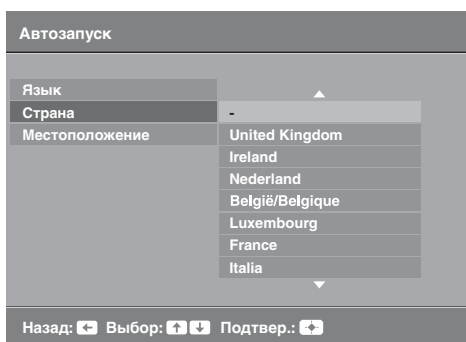 Автозапуск
Язык
Страна
-
Местоположение
United Kingdom
Ireland
Nederland
België/Belgique
Luxembourg
France
Italia
Назад: Выбор: Подтвер.: